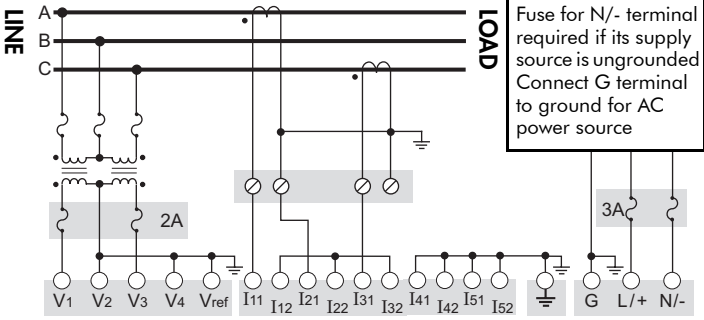 LINE
A
B
C
LOAD
Fuse for N/- terminal
required if its supply
source is ungrounded
Connect G terminal
to ground for AC
power source
2A
3A
V1 V2 V3 V4 Vref I11 I12 I21 I22 I31 I32 I41 I42 I51 I52 G L/+ N/-